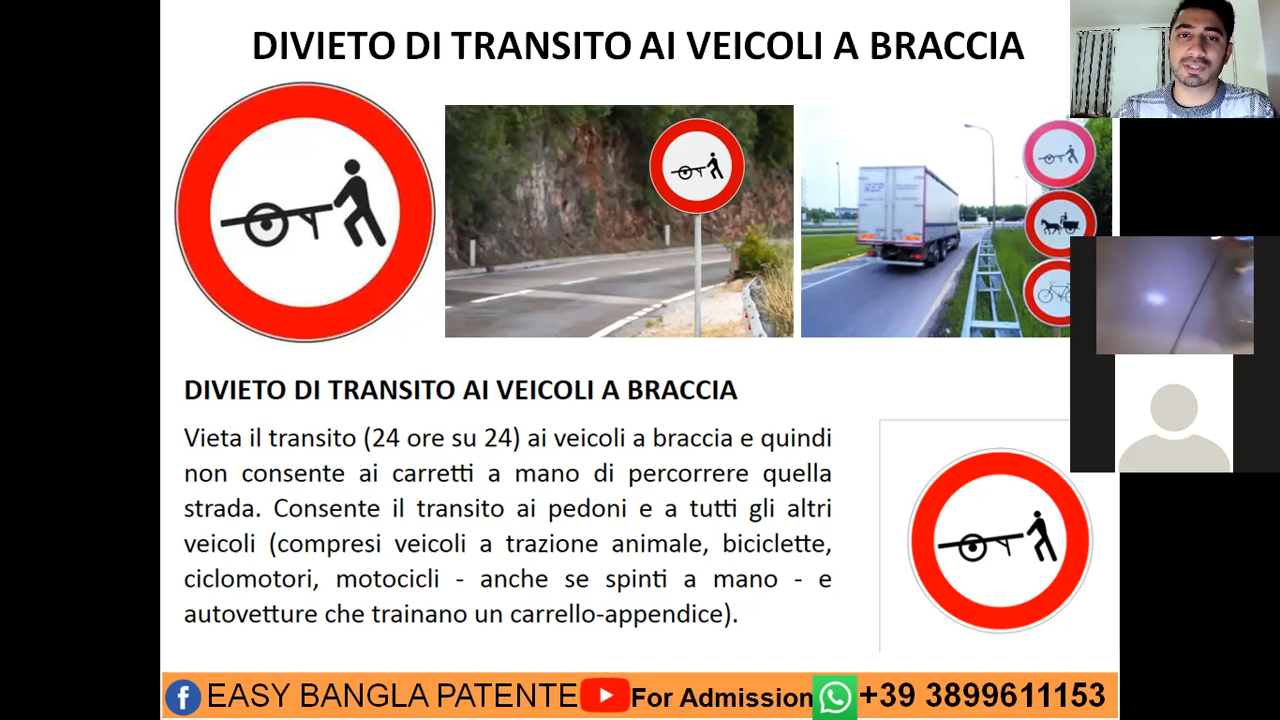 DIVIETO DI TRANSITO AI VEICOLI A BRACCIA
DIVIETO DI TRANSITO AI VEICOLI A BRACCIA
Vieta il transito (24 ore su 24) ai veicoli a braccia e quindi
non consente ai carretti a mano di percorrere quella
strada. Consente il transito ai pedoni e a tutti gli altri
veicoli (compresi veicoli a trazione animale, biciclette,
ciclomotori, motocicli - anche se spinti a mano - e
autovetture che trainano un carrello-appendice).
EASY BANGLA PATENTE For Admission +39 3899611153